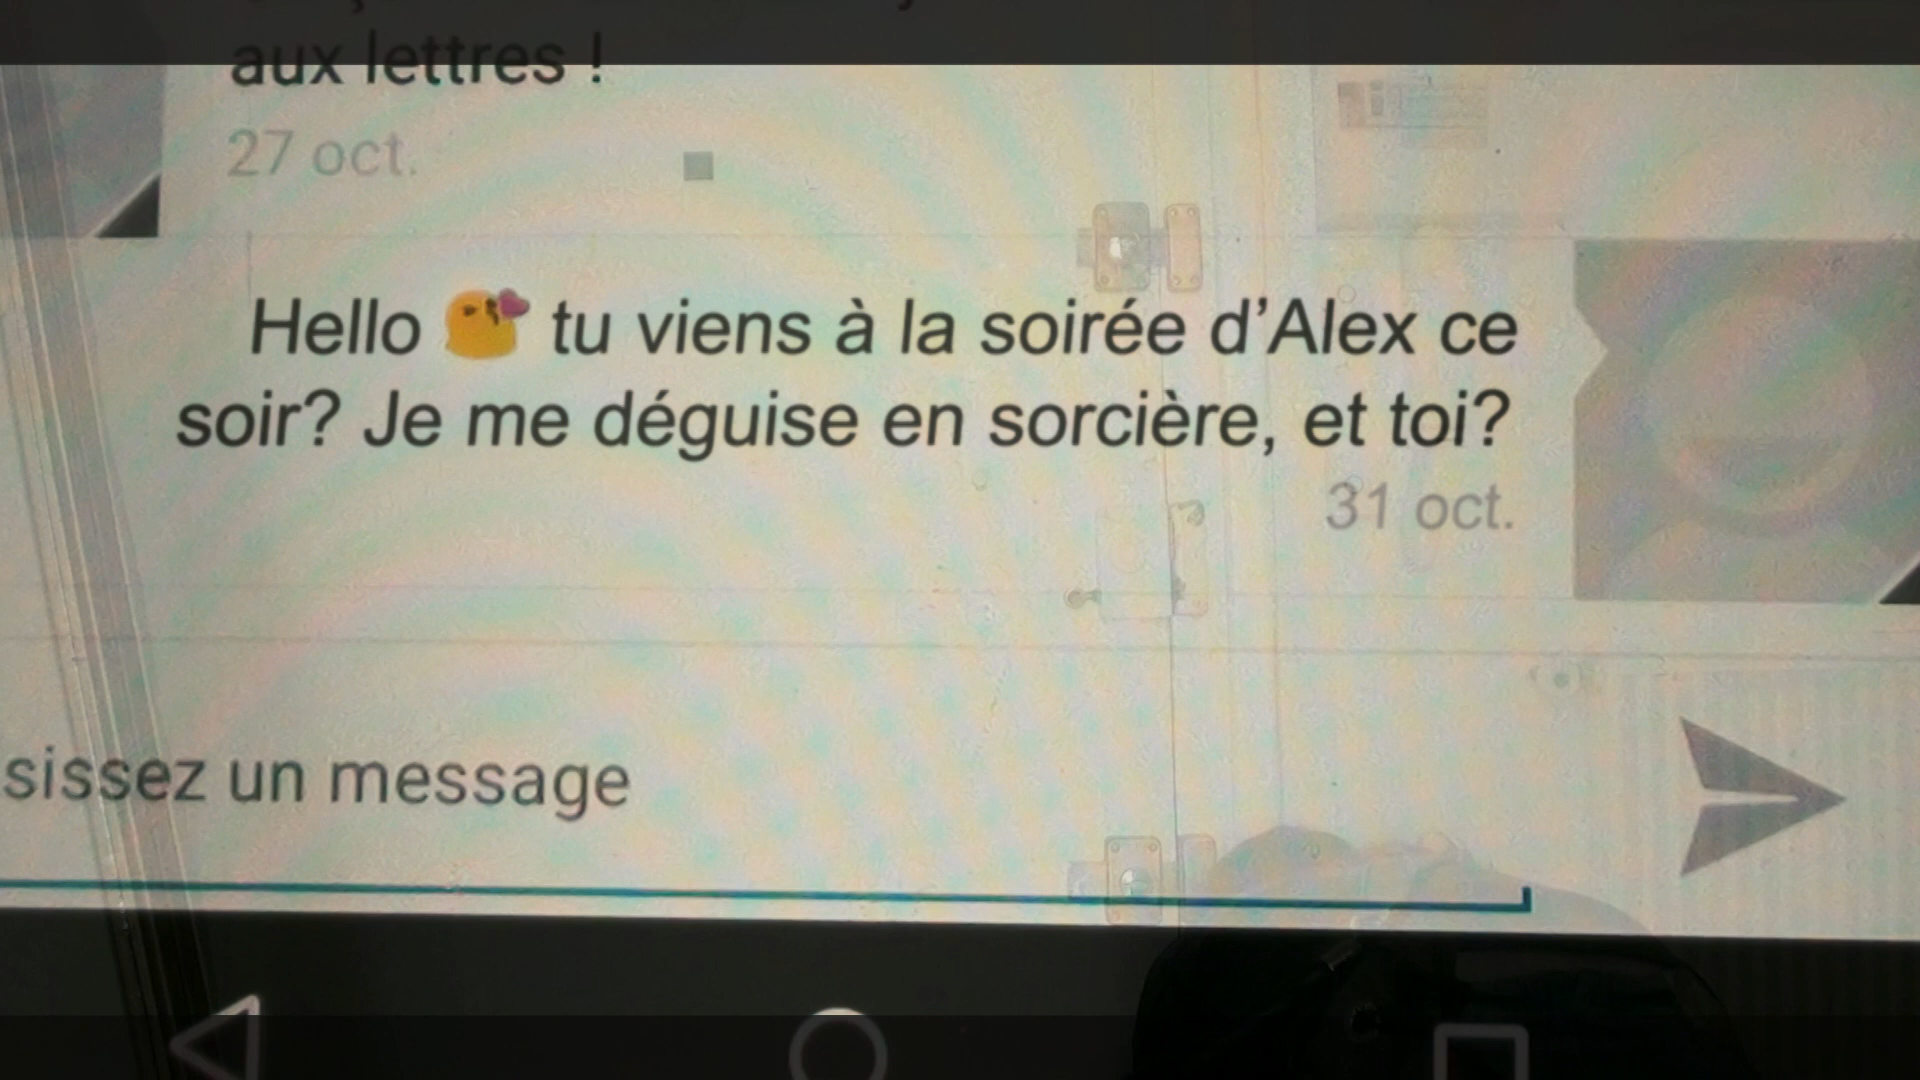 aux lettres !
27 oct.
Hello 😘 tu viens à la soirée d’Alex ce
soir? Je me déguise en sorcière, et toi?
31 oct.
sissez un message